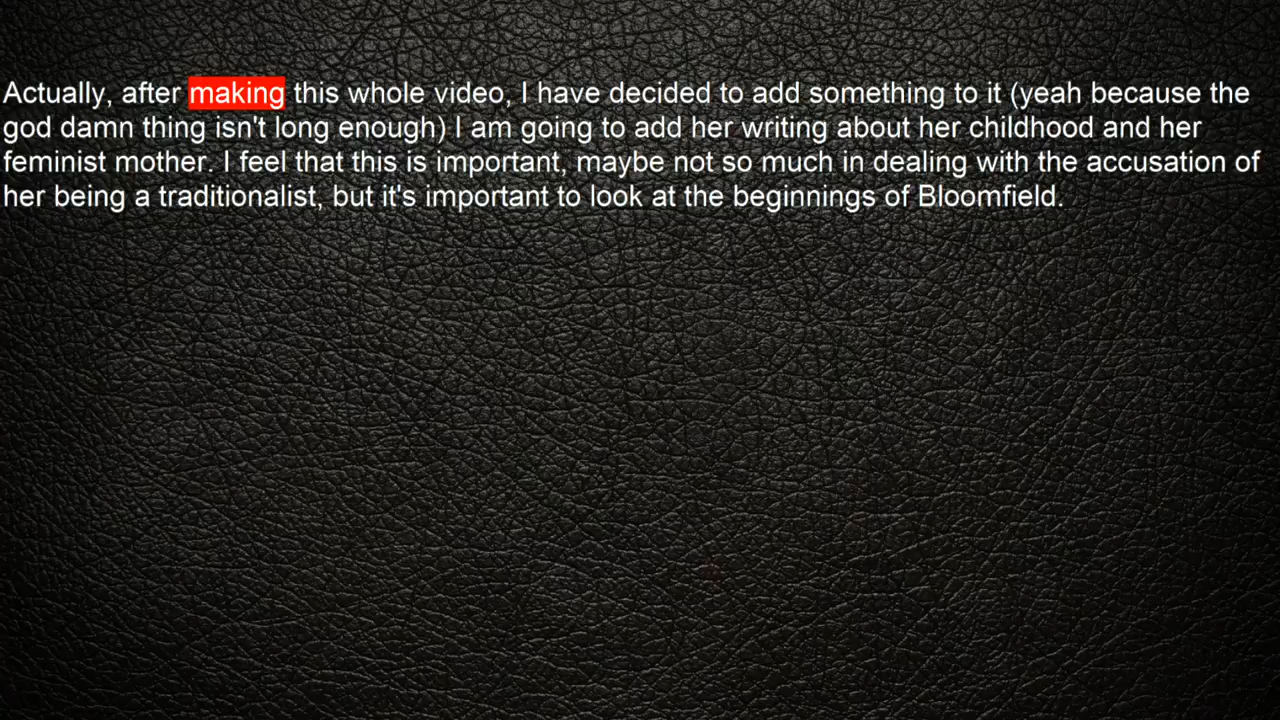 Actually, after making this whole video, I have decided to add something to it (yeah because the
god damn thing isn't long enough) I am going to add her writing about her childhood and her
feminist mother. I feel that this is important, maybe not so much in dealing with the accusation of
her being a traditionalist, but it's important to look at the beginnings of Bloomfield.